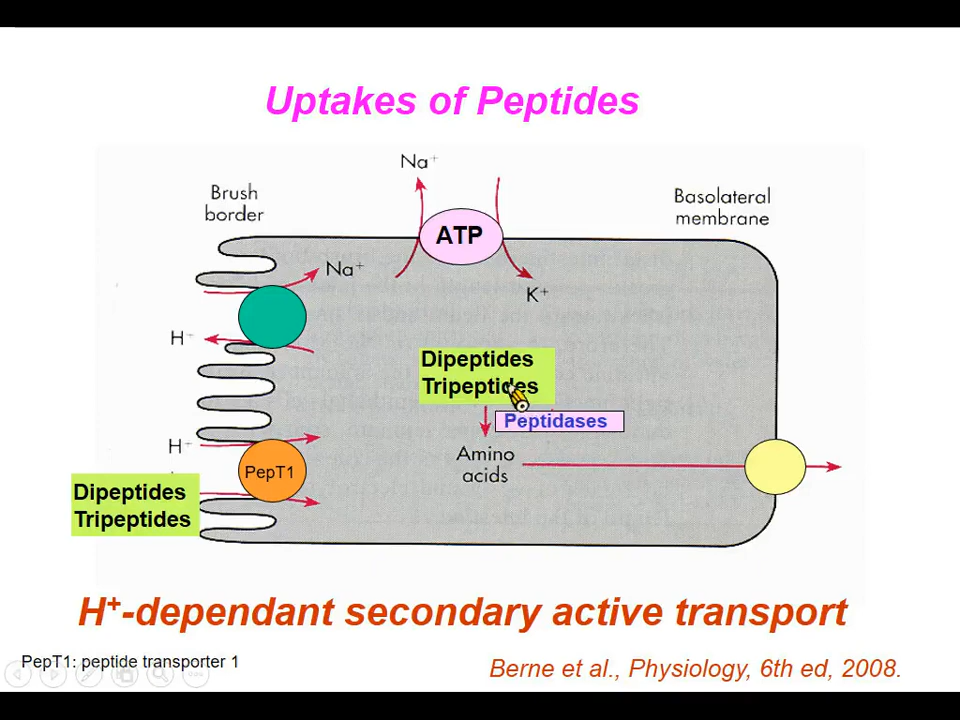 Uptakes of Peptides
Na⁺
Brush
border
Basolateral
membrane
ATP
Na⁺
K⁺
H⁺
Dipeptides
Tripeptides
Peptidases
H⁺
PepT1
Amino
acids
Dipeptides
Tripeptides
H⁺-dependant secondary active transport
PepT1: peptide transporter 1
Berne et al., Physiology, 6th ed, 2008.